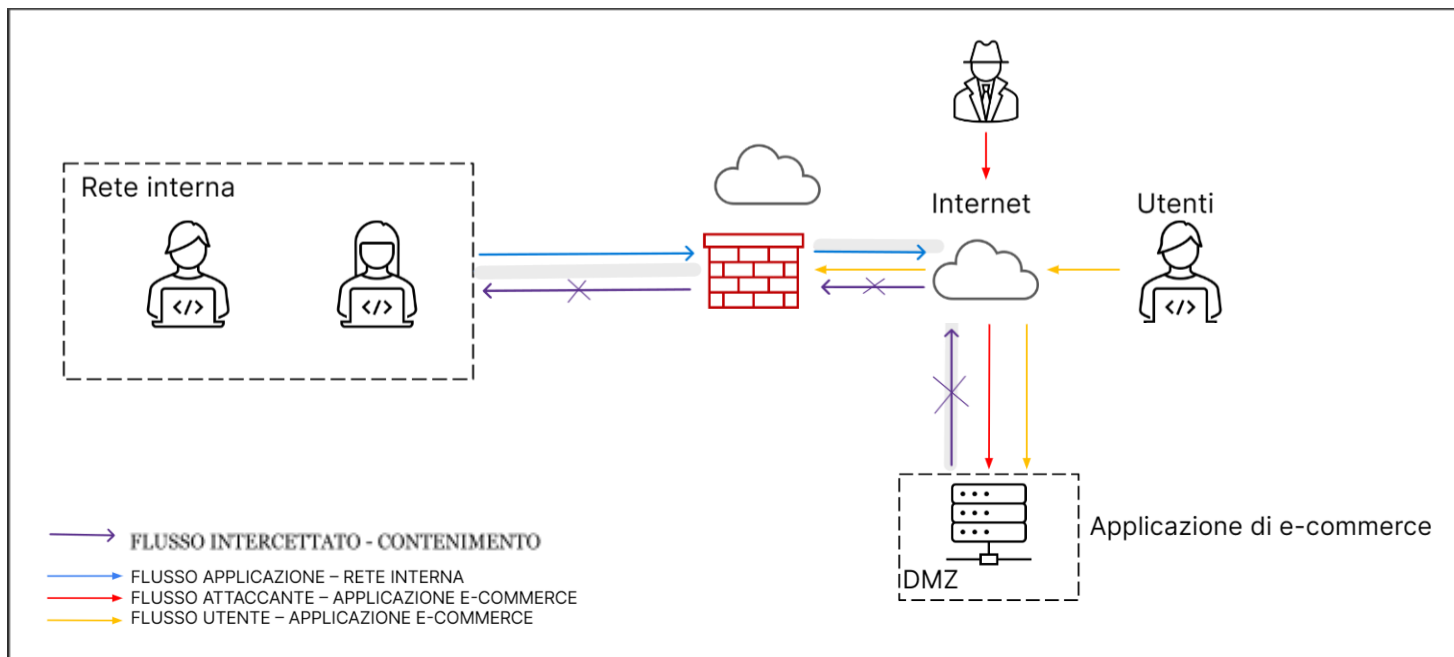 Rete interna
Internet
Utenti
</>
</>
</>
Applicazione di e-commerce
DMZ
FLUSSO INTERCETTATO - CONTENIMENTO
FLUSSO APPLICAZIONE – RETE INTERNA
FLUSSO ATTACCANTE – APPLICAZIONE E-COMMERCE
FLUSSO UTENTE – APPLICAZIONE E-COMMERCE